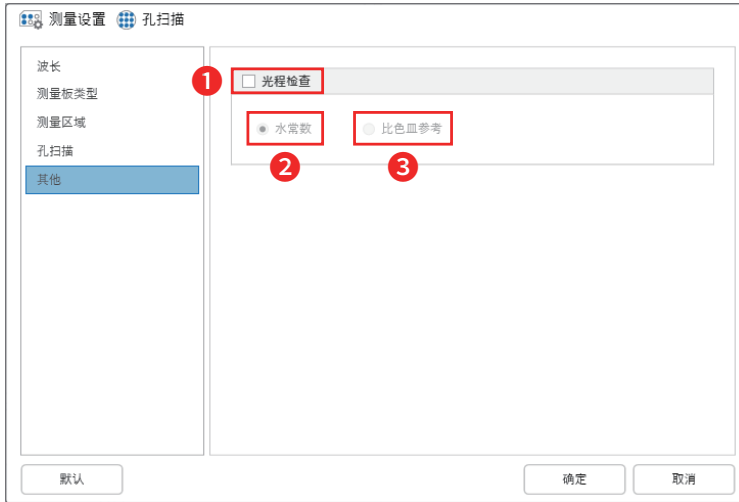 测量设置 孔扫描
波长
测量板类型
测量区域
孔扫描
其他
1 光程检查
水常数 比色皿参考
2 3
默认 确定 取消